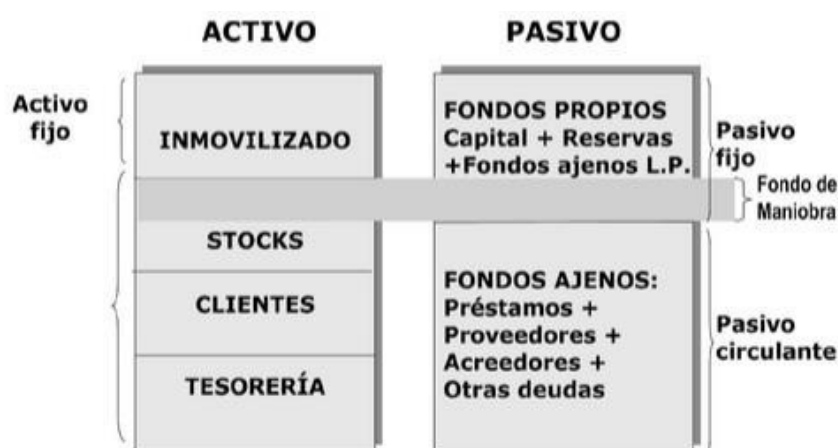 ACTIVO
PASIVO
Activo
fijo
INMOVILIZADO
STOCKS
CLIENTES
TESORERÍA
FONDOS PROPIOS
Capital + Reservas
+Fondos ajenos L.P.
FONDOS AJENOS:
Préstamos +
Proveedores +
Acreedores +
Otras deudas
Pasivo
fijo
Fondo de
Maniobra
Pasivo
circulante